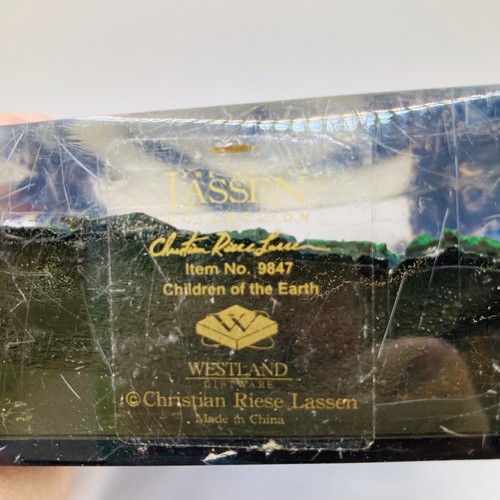 LASSEN
COLLECTION
Christian Riese Lassen
Item No. 9847
Children of the Earth
W
WESTLAND
GIFTWARE
©Christian Riese Lassen
Made in China